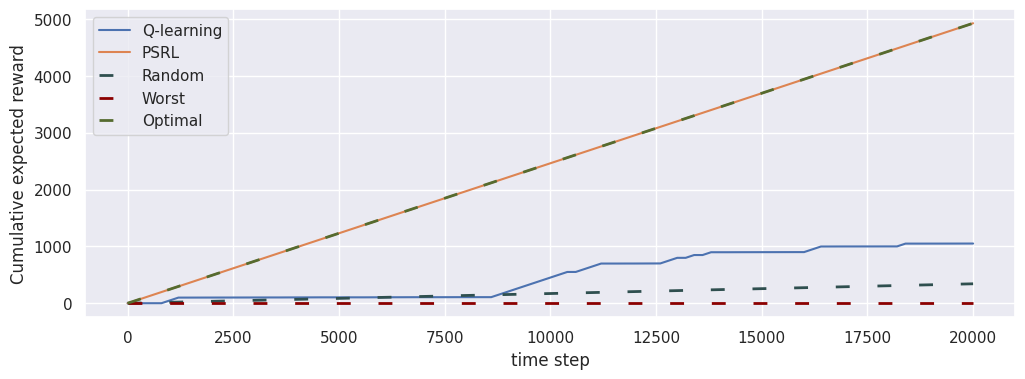 Cumulative expected reward
5000
4000
3000
2000
1000
0
Q-learning
PSRL
Random
Worst
Optimal
0 2500 5000 7500 10000 12500 15000 17500 20000
time step